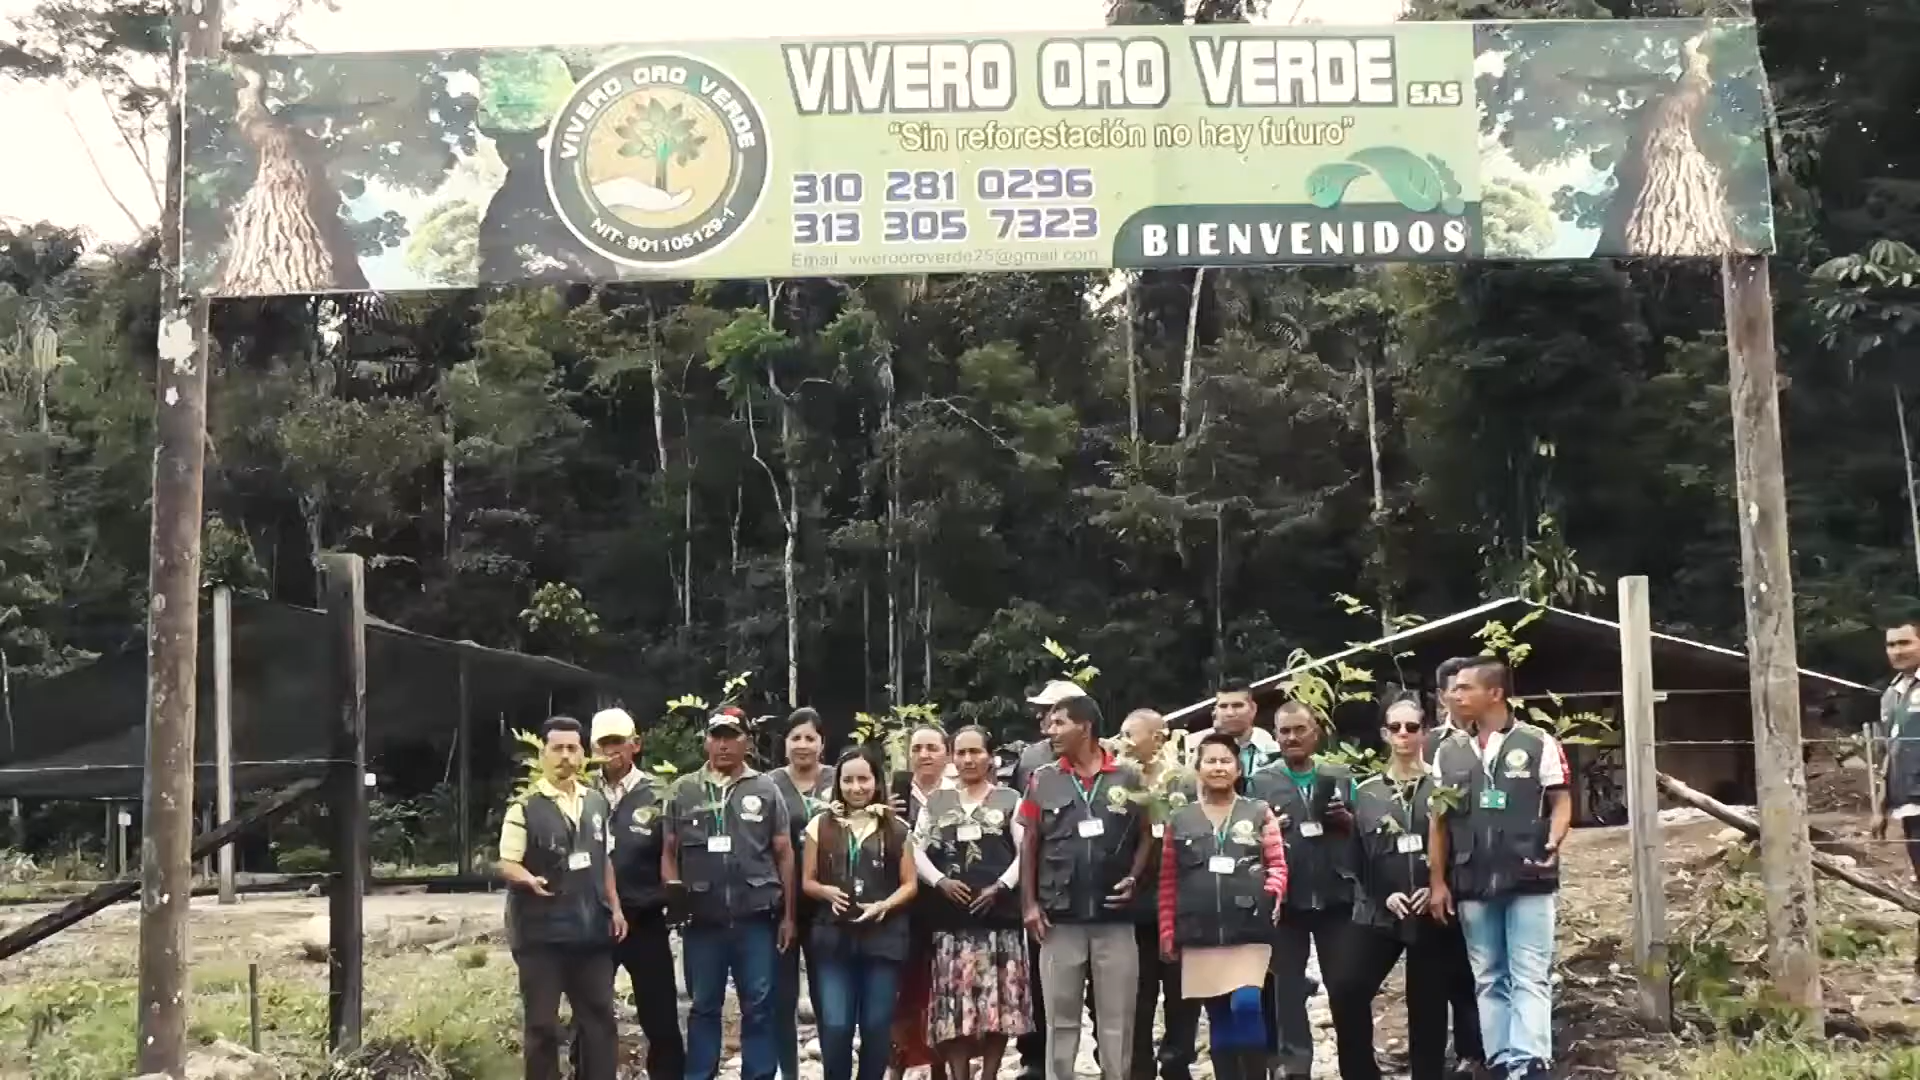 VIVERO ORO VERDE
NIT: 901105129-1
VIVERO ORO VERDE S.A.S
"Sin reforestación no hay futuro"
310 281 0296
313 305 7323
Email viverooroverde25@gmail.com
BIENVENIDOS